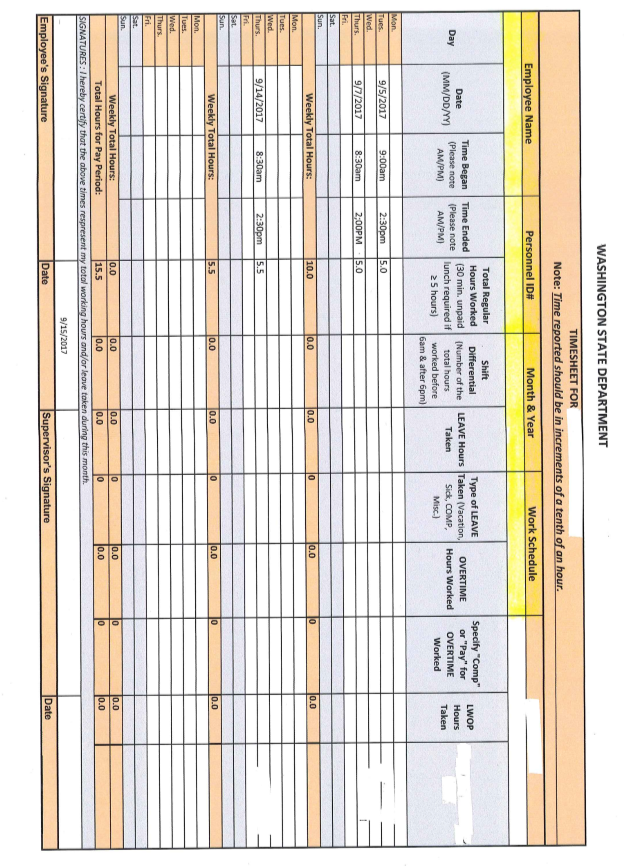 WASHINGTON STATE DEPARTMENT
TIMESHEET FOR
Note: Time reported should be in increments of a tenth of an hour.
Employee Name Personnel ID# Month & Year Work Schedule
Day Date (MM/DD/YY) Time Began (Please note AM/PM) Time Ended (Please note AM/PM) Total Regular Hours Worked (30 min. unpaid lunch required if ≥ 5 hours) Shift Differential (Number of the total hours worked before 6am & after 6pm) LEAVE Hours Taken Type of LEAVE Taken (Vacation, Sick, COMP, Misc.) OVERTIME Hours Worked Specify "Comp" or "Pay" for OVERTIME Worked LWOP Hours Taken
Mon.
Tues. 9/5/2017 9:00am 2:30pm 5.0
Wed.
Thurs. 9/7/2017 8:30am 2;00PM 5.0
Fri.
Sat.
Sun.
Weekly Total Hours: 10.0 0.0 0.0 0 0.0 0 0.0
Mon.
Tues.
Wed.
Thurs. 9/14/2017 8:30am 2:30pm 5.5
Fri.
Sat.
Sun.
Weekly Total Hours: 5.5 0.0 0.0 0 0.0 0 0.0
Mon.
Tues.
Wed.
Thurs.
Fri.
Sat.
Sun.
Weekly Total Hours: 0.0 0.0 0.0 0 0.0 0 0.0
Total Hours for Pay Period: 15.5 0.0 0.0 0 0.0 0 0.0
SIGNATURES: I hereby certify that the above times respresent my total working hours and/or leave taken during this month.
9/15/2017
Employee's Signature Date Supervisor's Signature Date